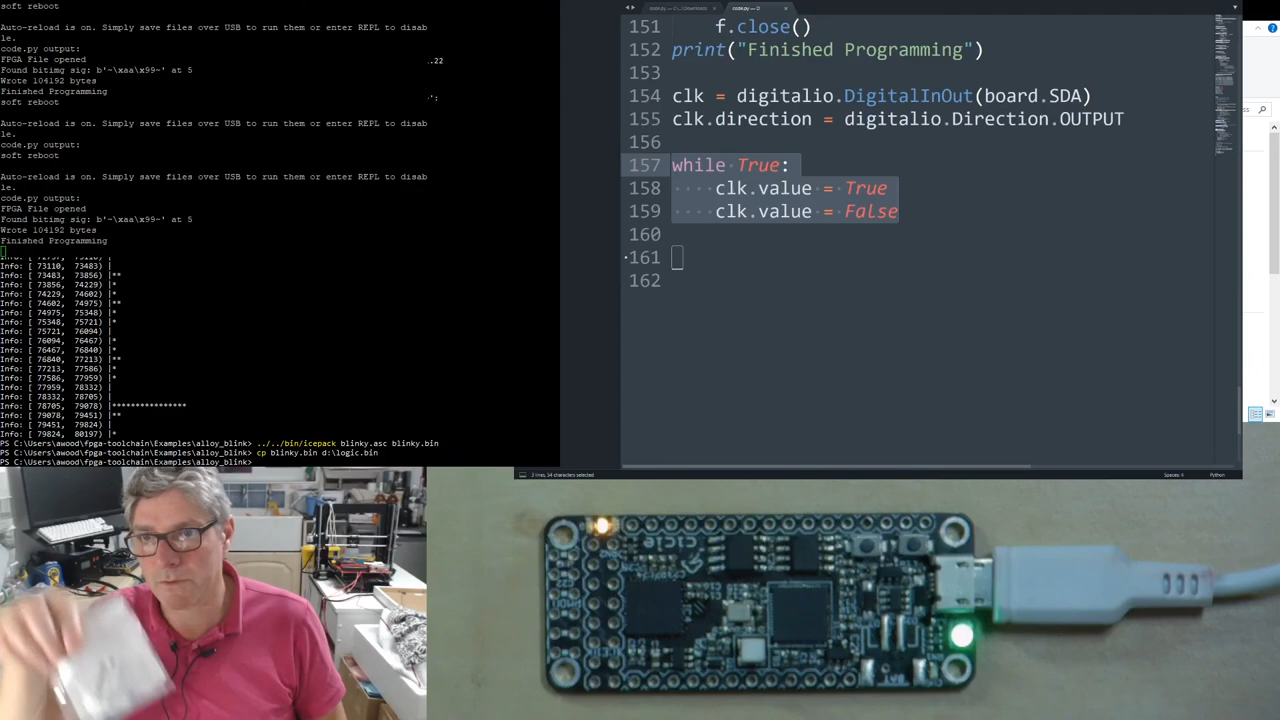 soft reboot
Auto-reload is on. Simply save files over USB to run them or enter REPL to disab
le.
code.py output:
FPGA File opened
Found bitimg sig: b'~\xaa\x99~' at 5
Wrote 104192 bytes
Finished Programming
soft reboot
Auto-reload is on. Simply save files over USB to run them or enter REPL to disab
le.
code.py output:
soft reboot
Auto-reload is on. Simply save files over USB to run them or enter REPL to disab
le.
code.py output:
FPGA File opened
Found bitimg sig: b'~\xaa\x99~' at 5
Wrote 104192 bytes
Finished Programming
.22
.':
Info: [ 73110, 73483) |
Info: [ 73483, 73856) |**
Info: [ 73856, 74229) |*
Info: [ 74229, 74602) |*
Info: [ 74602, 74975) |**
Info: [ 74975, 75348) |*
Info: [ 75348, 75721) |*
Info: [ 75721, 76094) |
Info: [ 76094, 76467) |*
Info: [ 76467, 76840) |*
Info: [ 76840, 77213) |**
Info: [ 77213, 77586) |*
Info: [ 77586, 77959) |*
Info: [ 77959, 78332) |
Info: [ 78332, 78705) |
Info: [ 78705, 79078) |****************
Info: [ 79078, 79451) |**
Info: [ 79451, 79824) |
Info: [ 79824, 80197) |*
PS C:\Users\awood\fpga-toolchain\Examples\alloy_blink> ../../bin/icepack blinky.asc blinky.bin
PS C:\Users\awood\fpga-toolchain\Examples\alloy_blink> cp blinky.bin d:\logic.bin
PS C:\Users\awood\fpga-toolchain\Examples\alloy_blink>
151 f.close()
152 print("Finished Programming")
153
154 clk = digitalio.DigitalInOut(board.SDA)
155 clk.direction = digitalio.Direction.OUTPUT
156
157 while True:
158 clk.value = True
159 clk.value = False
160
161
162
3 lines, 54 characters selected
Python